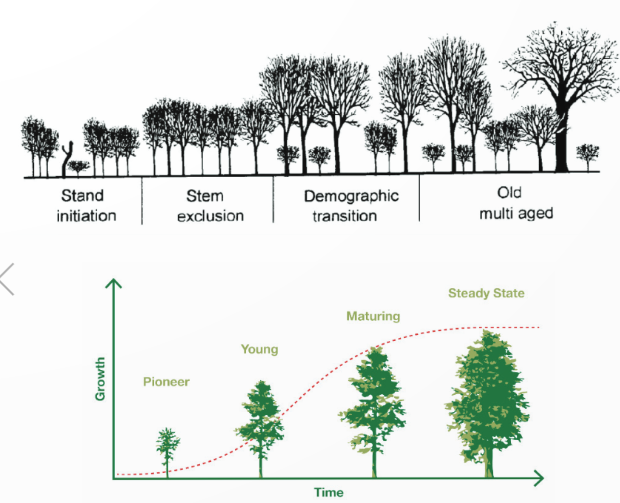 Stand
initiation
Stem
exclusion
Demographic
transition
Old
multi aged
Steady State
Maturing
Young
Pioneer
Growth
Time